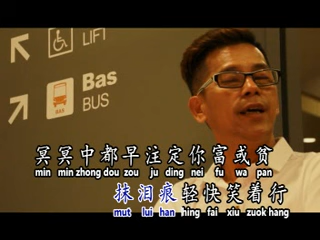 LIFT
Bas
BUS
冥冥中都早注定你富或贫
min min zhong dou zou ju ding nei fu wa pan
抹泪痕轻快笑着行
mut lui han hing fai xiu zuok hang